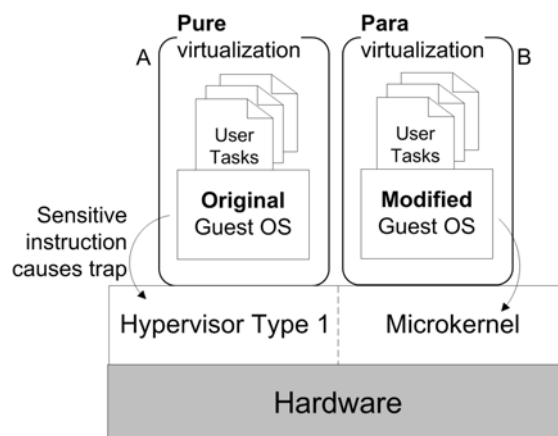 Pure
virtualization
A
User
Tasks
Original
Guest OS
Sensitive
instruction
causes trap
Para
virtualization
B
User
Tasks
Modified
Guest OS
Hypervisor Type 1
Microkernel
Hardware